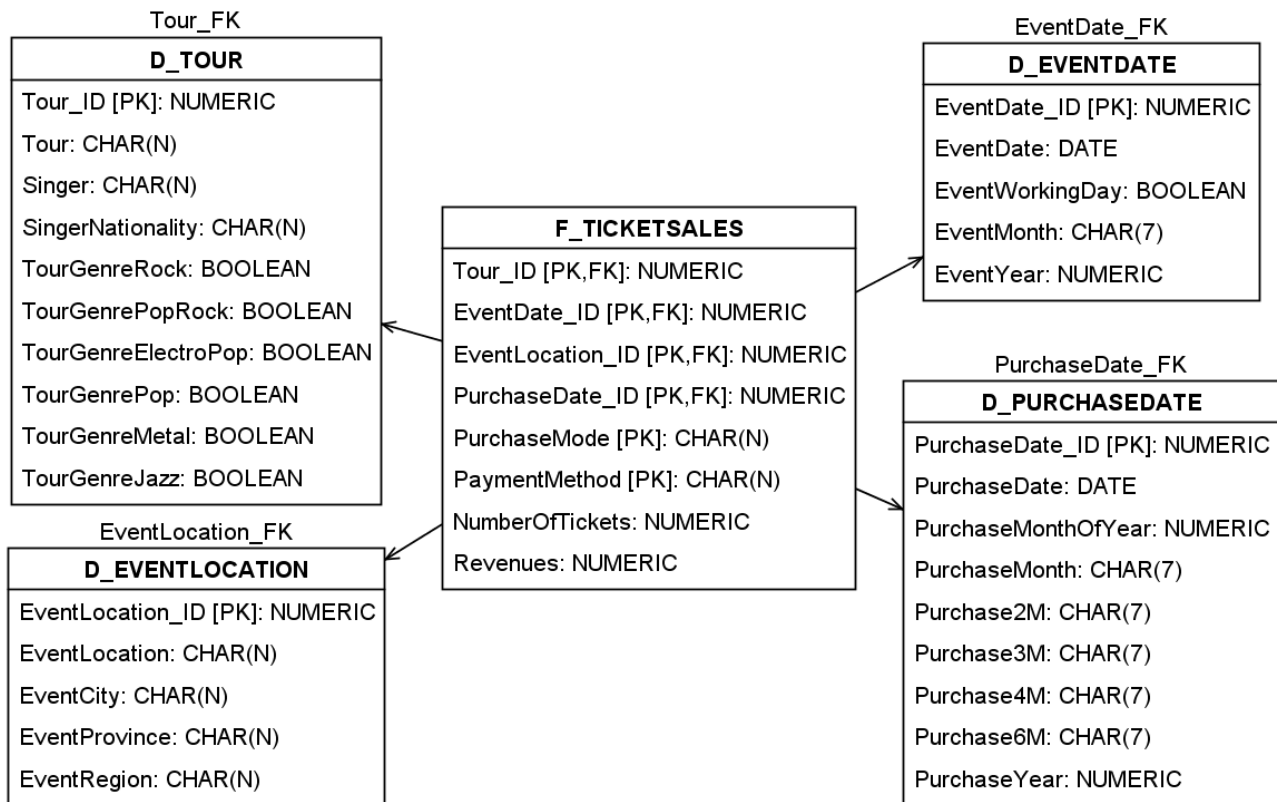 Tour_FK
D_TOUR
Tour_ID [PK]: NUMERIC
Tour: CHAR(N)
Singer: CHAR(N)
SingerNationality: CHAR(N)
TourGenreRock: BOOLEAN
TourGenrePopRock: BOOLEAN
TourGenreElectroPop: BOOLEAN
TourGenrePop: BOOLEAN
TourGenreMetal: BOOLEAN
TourGenreJazz: BOOLEAN
EventLocation_FK
D_EVENTLOCATION
EventLocation_ID [PK]: NUMERIC
EventLocation: CHAR(N)
EventCity: CHAR(N)
EventProvince: CHAR(N)
EventRegion: CHAR(N)
F_TICKETSALES
Tour_ID [PK,FK]: NUMERIC
EventDate_ID [PK,FK]: NUMERIC
EventLocation_ID [PK,FK]: NUMERIC
PurchaseDate_ID [PK,FK]: NUMERIC
PurchaseMode [PK]: CHAR(N)
PaymentMethod [PK]: CHAR(N)
NumberOfTickets: NUMERIC
Revenues: NUMERIC
EventDate_FK
D_EVENTDATE
EventDate_ID [PK]: NUMERIC
EventDate: DATE
EventWorkingDay: BOOLEAN
EventMonth: CHAR(7)
EventYear: NUMERIC
PurchaseDate_FK
D_PURCHASEDATE
PurchaseDate_ID [PK]: NUMERIC
PurchaseDate: DATE
PurchaseMonthOfYear: NUMERIC
PurchaseMonth: CHAR(7)
Purchase2M: CHAR(7)
Purchase3M: CHAR(7)
Purchase4M: CHAR(7)
Purchase6M: CHAR(7)
PurchaseYear: NUMERIC